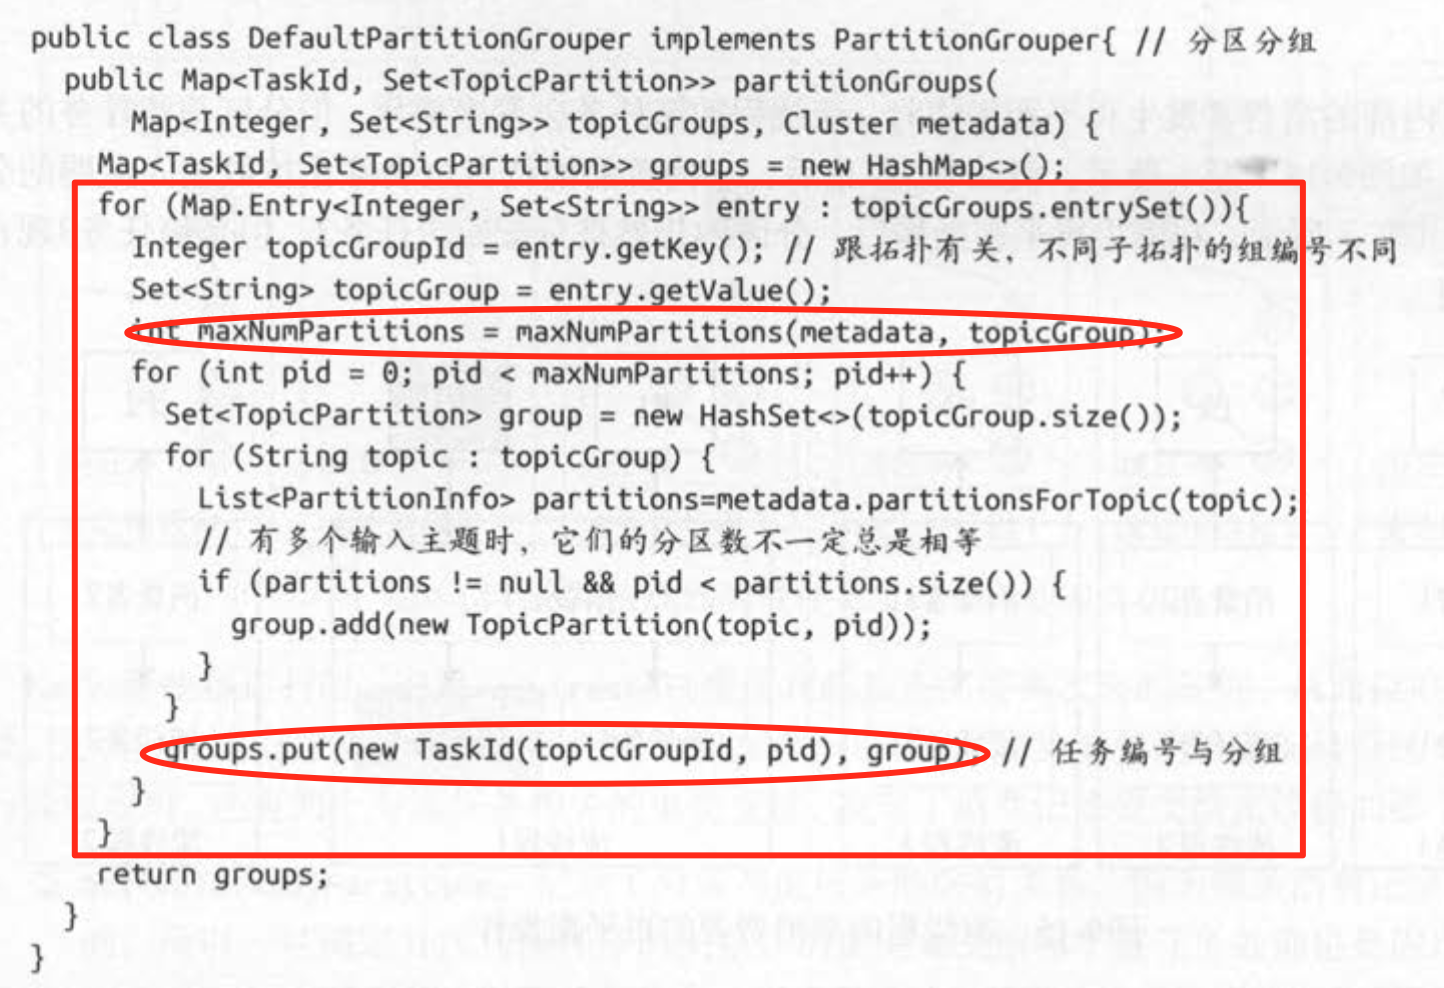 public class DefaultPartitionGrouper implements PartitionGrouper{ // 分区分组
public Map<TaskId, Set<TopicPartition>> partitionGroups(
Map<Integer, Set<String>> topicGroups, Cluster metadata) {
Map<TaskId, Set<TopicPartition>> groups = new HashMap<>();
for (Map.Entry<Integer, Set<String>> entry : topicGroups.entrySet()){
Integer topicGroupId = entry.getKey(); // 跟拓扑有关，不同子拓扑的组编号不同
Set<String> topicGroup = entry.getValue();
int maxNumPartitions = maxNumPartitions(metadata, topicGroup);
for (int pid = 0; pid < maxNumPartitions; pid++) {
Set<TopicPartition> group = new HashSet<>(topicGroup.size());
for (String topic : topicGroup) {
List<PartitionInfo> partitions=metadata.partitionsForTopic(topic);
// 有多个输入主题时，它们的分区数不一定总是相等
if (partitions != null && pid < partitions.size()) {
group.add(new TopicPartition(topic, pid));
}
}
groups.put(new TaskId(topicGroupId, pid), group); // 任务编号与分组
}
}
return groups;
}
}